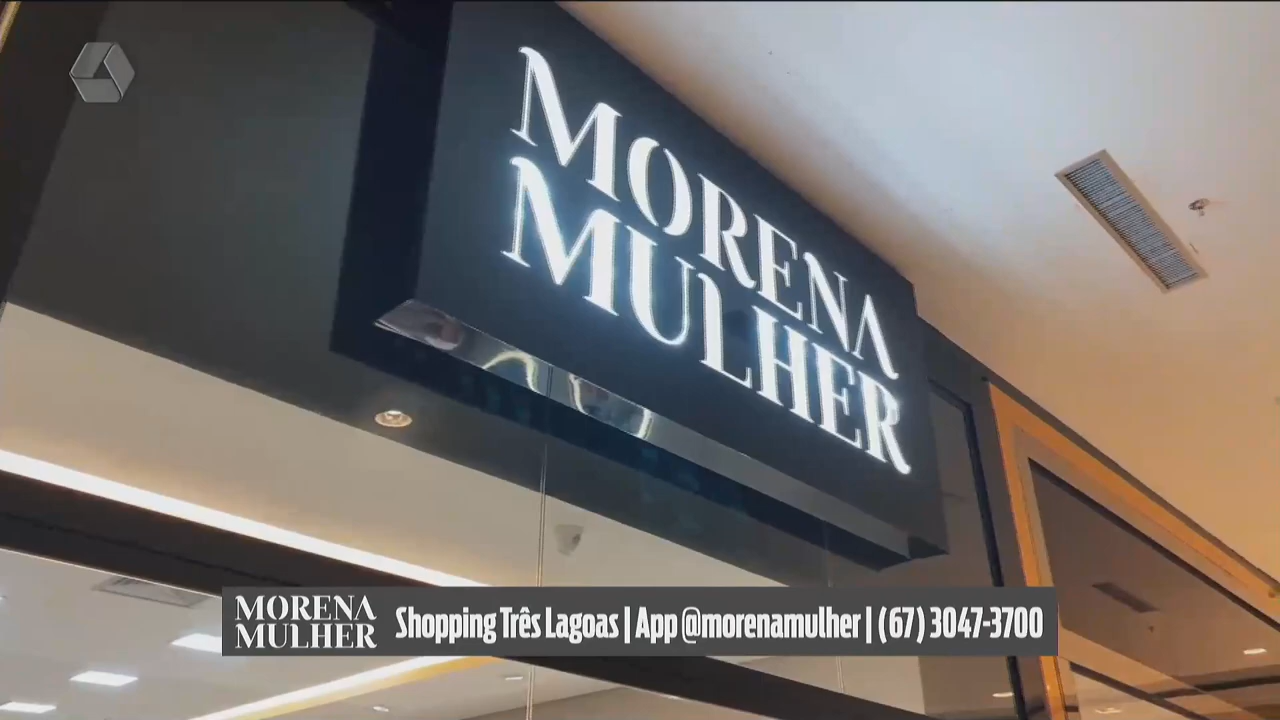 MORENA
MULHER
MORENA
MULHER
Shopping Três Lagoas | App @morenamulher | (67) 3047-3700